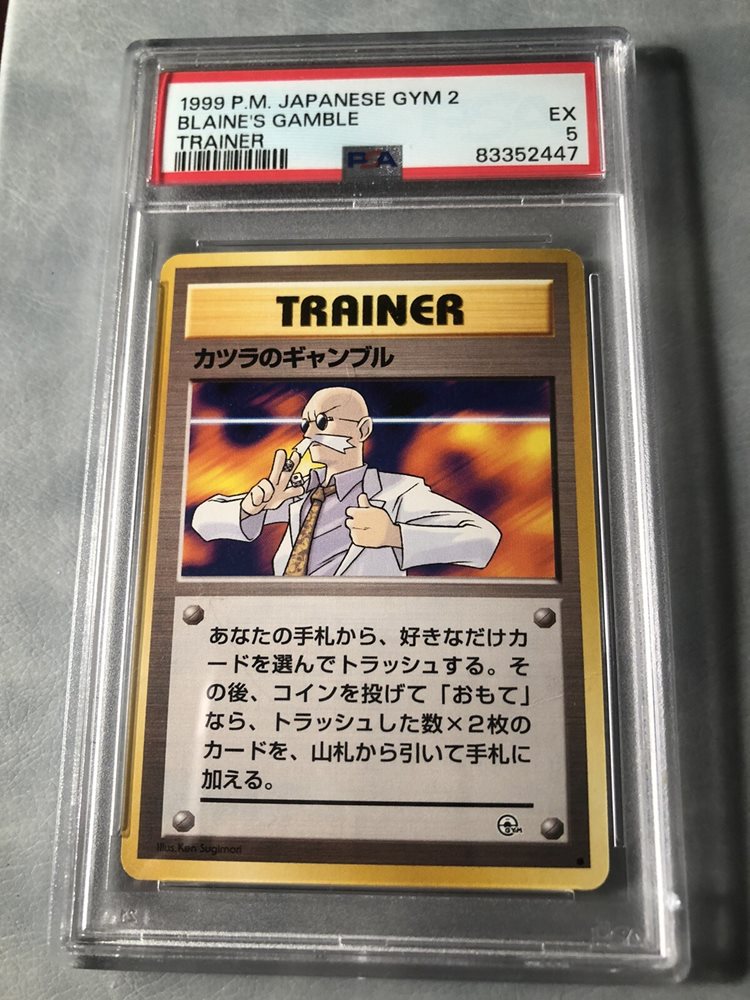 1999 P.M. JAPANESE GYM 2
BLAINE'S GAMBLE
EX
TRAINER
5
PSA
83352447
TRAINER
カツラのギャンブル
あなたの手札から、好きなだけカ
ードを選んでトラッシュする。そ
の後、コインを投げて「おもて」
なら、トラッシュした数×2枚の
カードを、山札から引いて手札に
加える。
GYM
Illus.Ken Sugimori